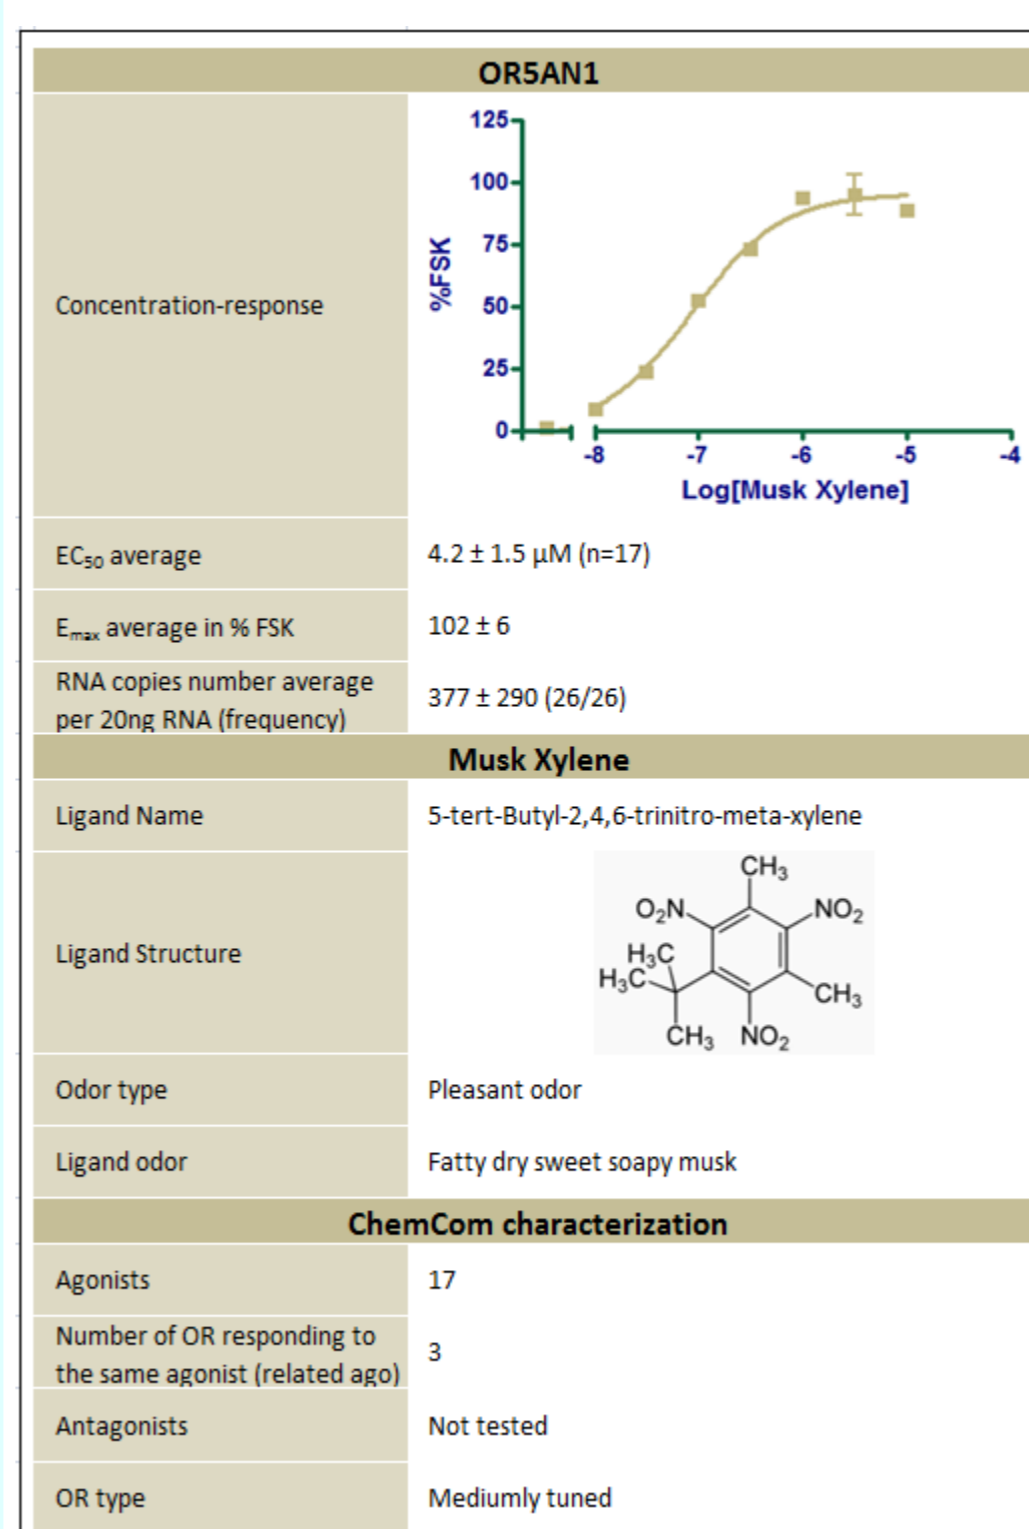 OR5AN1
Concentration-response
125
100
75
50
25
0
%FSK
-8 -7 -6 -5 -4
Log[Musk Xylene]
EC₅₀ average 4.2 ± 1.5 µM (n=17)
Eₘₐₓ average in % FSK 102 ± 6
RNA copies number average
per 20ng RNA (frequency) 377 ± 290 (26/26)
Musk Xylene
Ligand Name 5-tert-Butyl-2,4,6-trinitro-meta-xylene
Ligand Structure
CH₃
O₂N NO₂
H₃C
H₃C
CH₃
CH₃ NO₂
Odor type Pleasant odor
Ligand odor Fatty dry sweet soapy musk
ChemCom characterization
Agonists 17
Number of OR responding to
the same agonist (related ago) 3
Antagonists Not tested
OR type Mediumly tuned